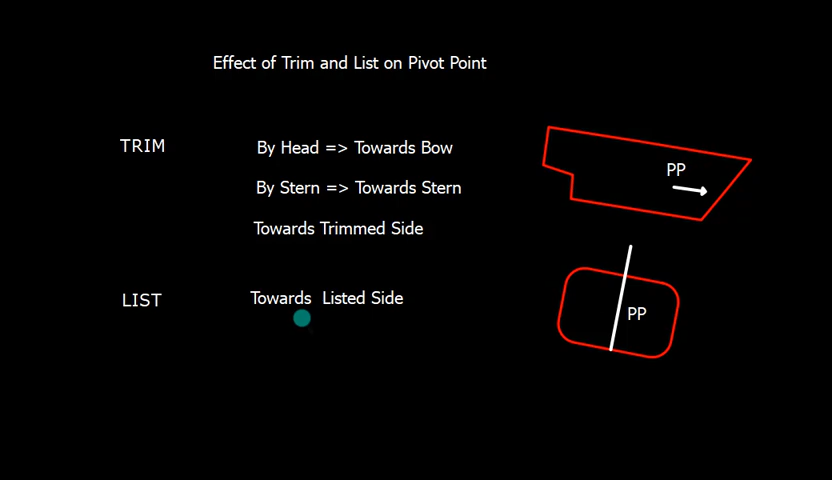 Effect of Trim and List on Pivot Point
TRIM
By Head => Towards Bow
By Stern => Towards Stern
Towards Trimmed Side
PP
LIST
Towards Listed Side
PP